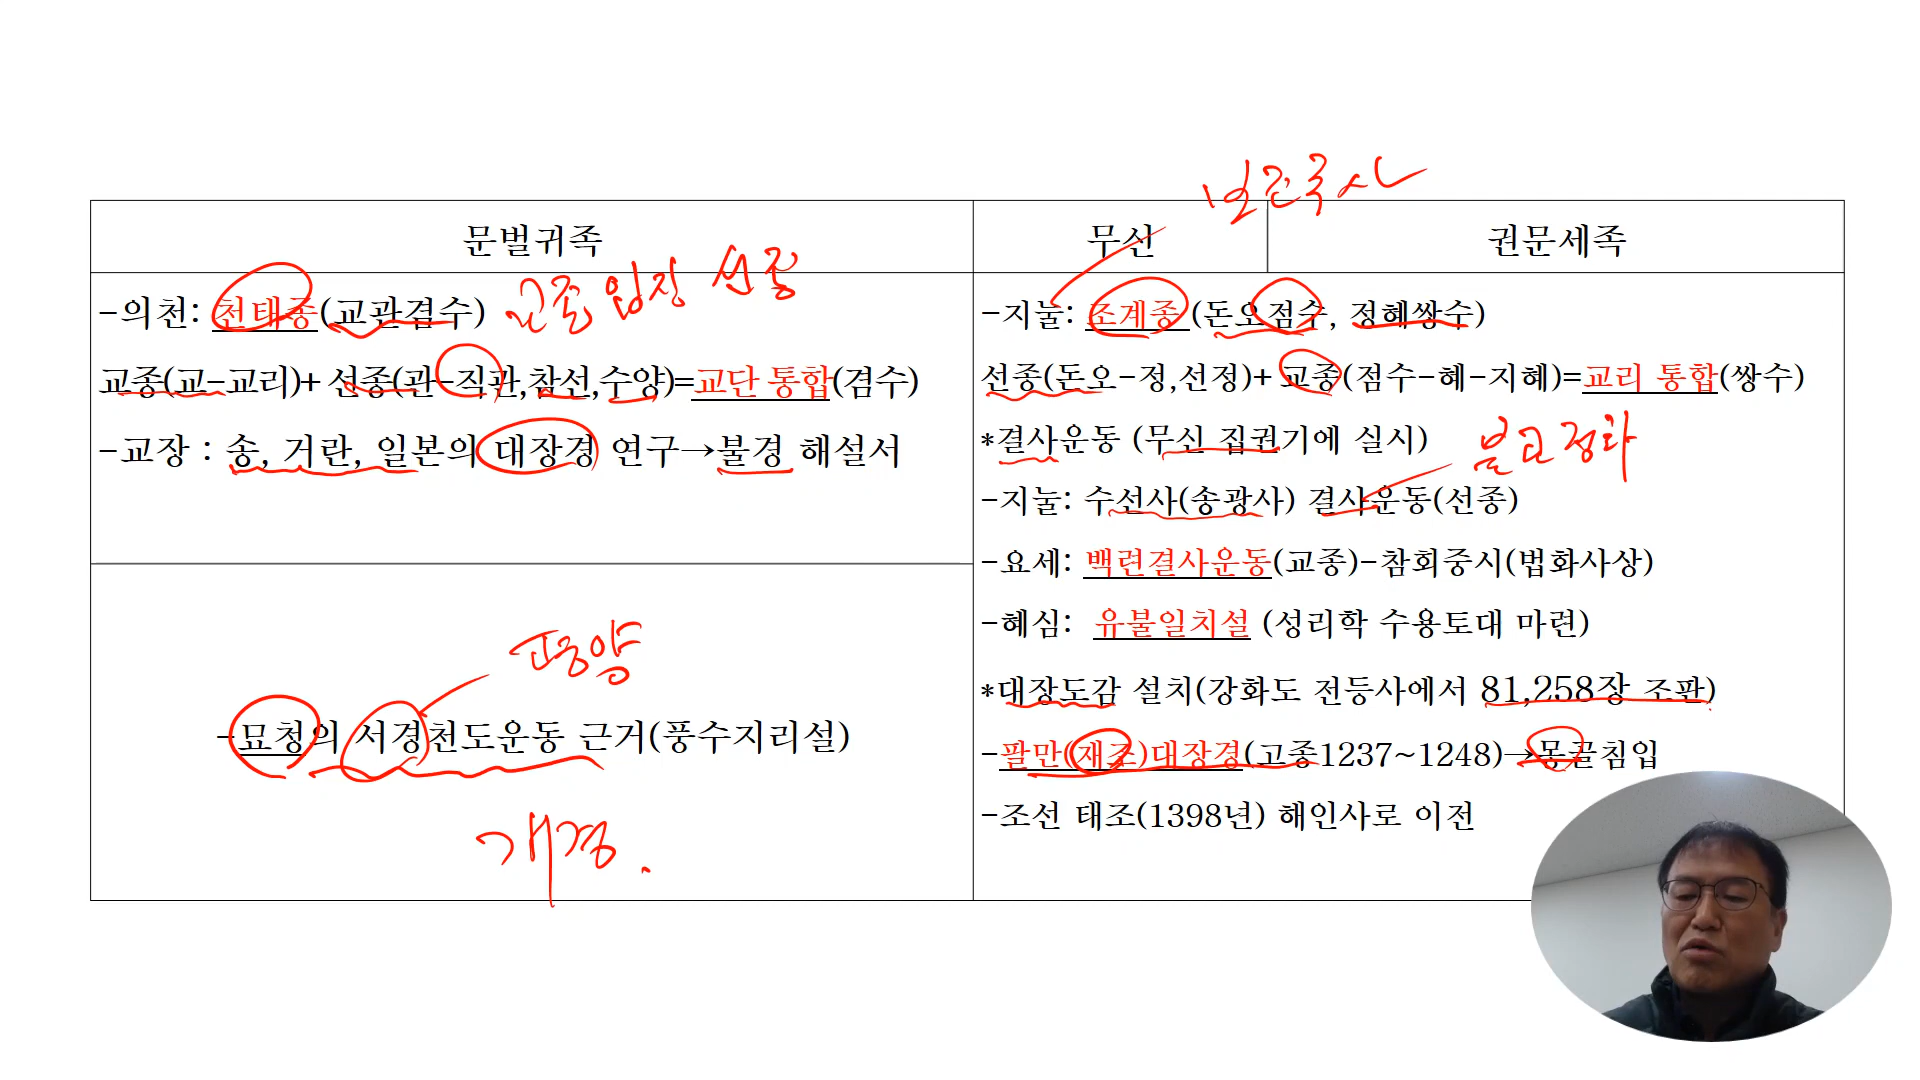 보조국사
문벌귀족
무신
권문세족
-의천: 천태종(교관겸수)
교종 입장 선종
교종(교-교리)+ 선종(관-직관,참선,수양)=교단 통합(겸수)
-교장 : 송, 거란, 일본의 대장경 연구→불경 해설서
평양
-묘청의 서경천도운동 근거(풍수지리설)
개경.
-지눌: 조계종 (돈오점수, 정혜쌍수)
선종(돈오-정,선정)+ 교종(점수-혜-지혜)=교리 통합(쌍수)
*결사운동 (무신 집권기에 실시)
불교정화
-지눌: 수선사(송광사) 결사운동(선종)
-요세: 백련결사운동(교종)-참회중시(법화사상)
-혜심: 유불일치설 (성리학 수용토대 마련)
*대장도감 설치(강화도 전등사에서 81,258장 조판)
-팔만(재조)대장경(고종1237~1248)→몽골침입
-조선 태조(1398년) 해인사로 이전